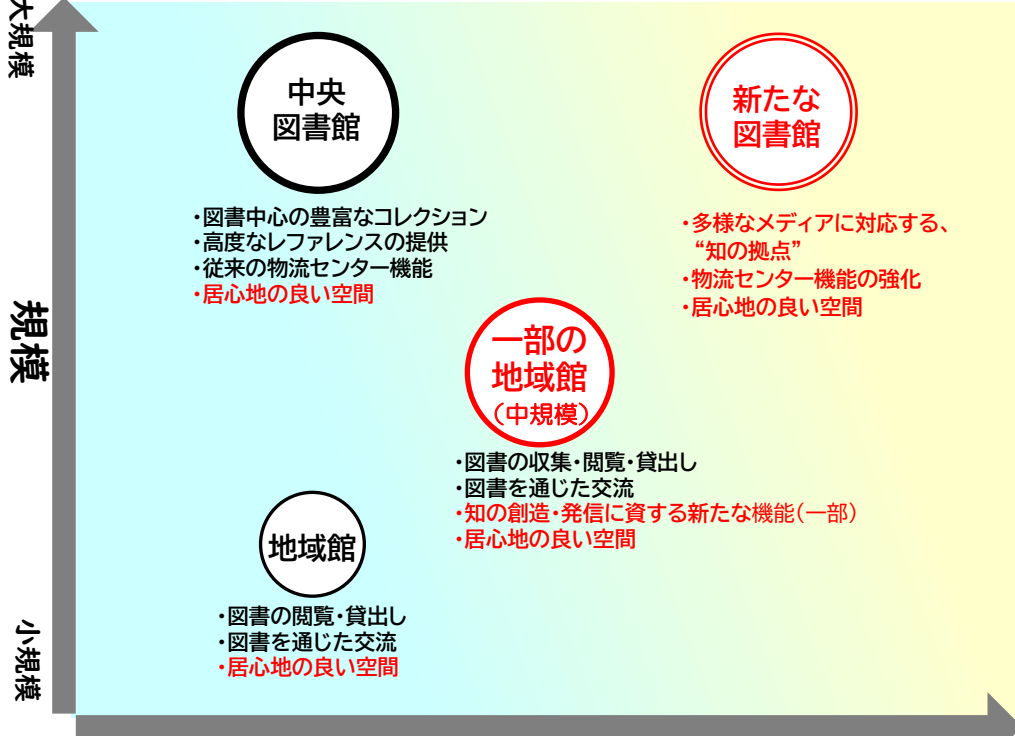 大規模
規模
小規模
中央
図書館
・図書中心の豊富なコレクション
・高度なレファレンスの提供
・従来の物流センター機能
・居心地の良い空間
新たな
図書館
・多様なメディアに対応する、
“知の拠点”
・物流センター機能の強化
・居心地の良い空間
一部の
地域館
（中規模）
・図書の収集・閲覧・貸出し
・図書を通じた交流
・知の創造・発信に資する新たな機能（一部）
・居心地の良い空間
地域館
・図書の閲覧・貸出し
・図書を通じた交流
・居心地の良い空間